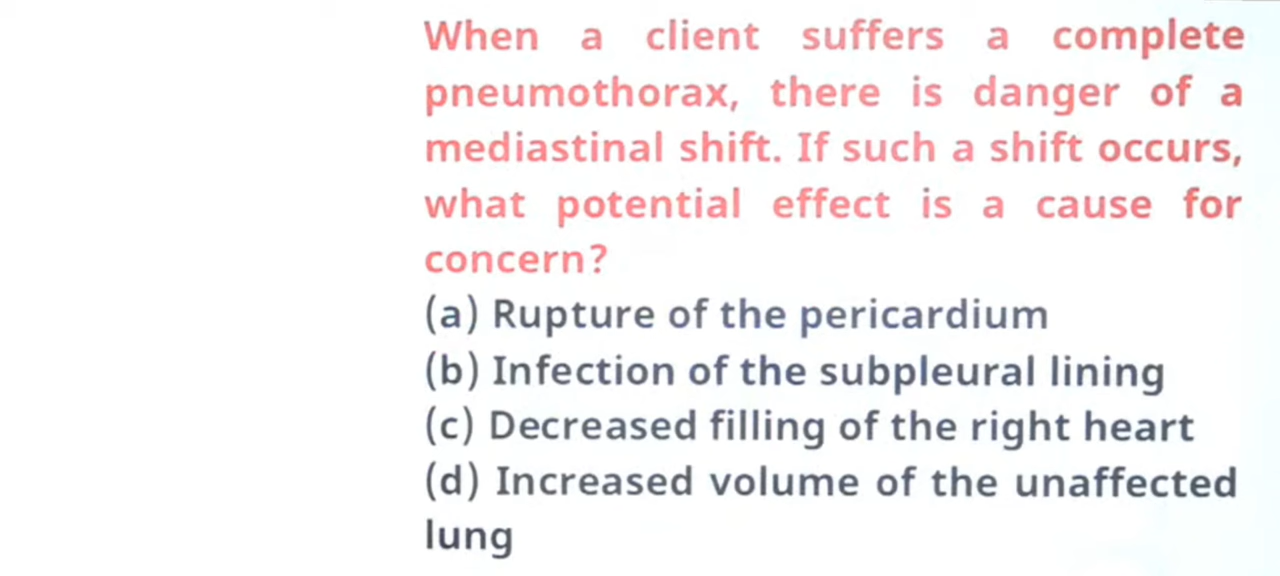 When a client suffers a complete
pneumothorax, there is danger of a
mediastinal shift. If such a shift occurs,
what potential effect is a cause for
concern?
(a) Rupture of the pericardium
(b) Infection of the subpleural lining
(c) Decreased filling of the right heart
(d) Increased volume of the unaffected
lung